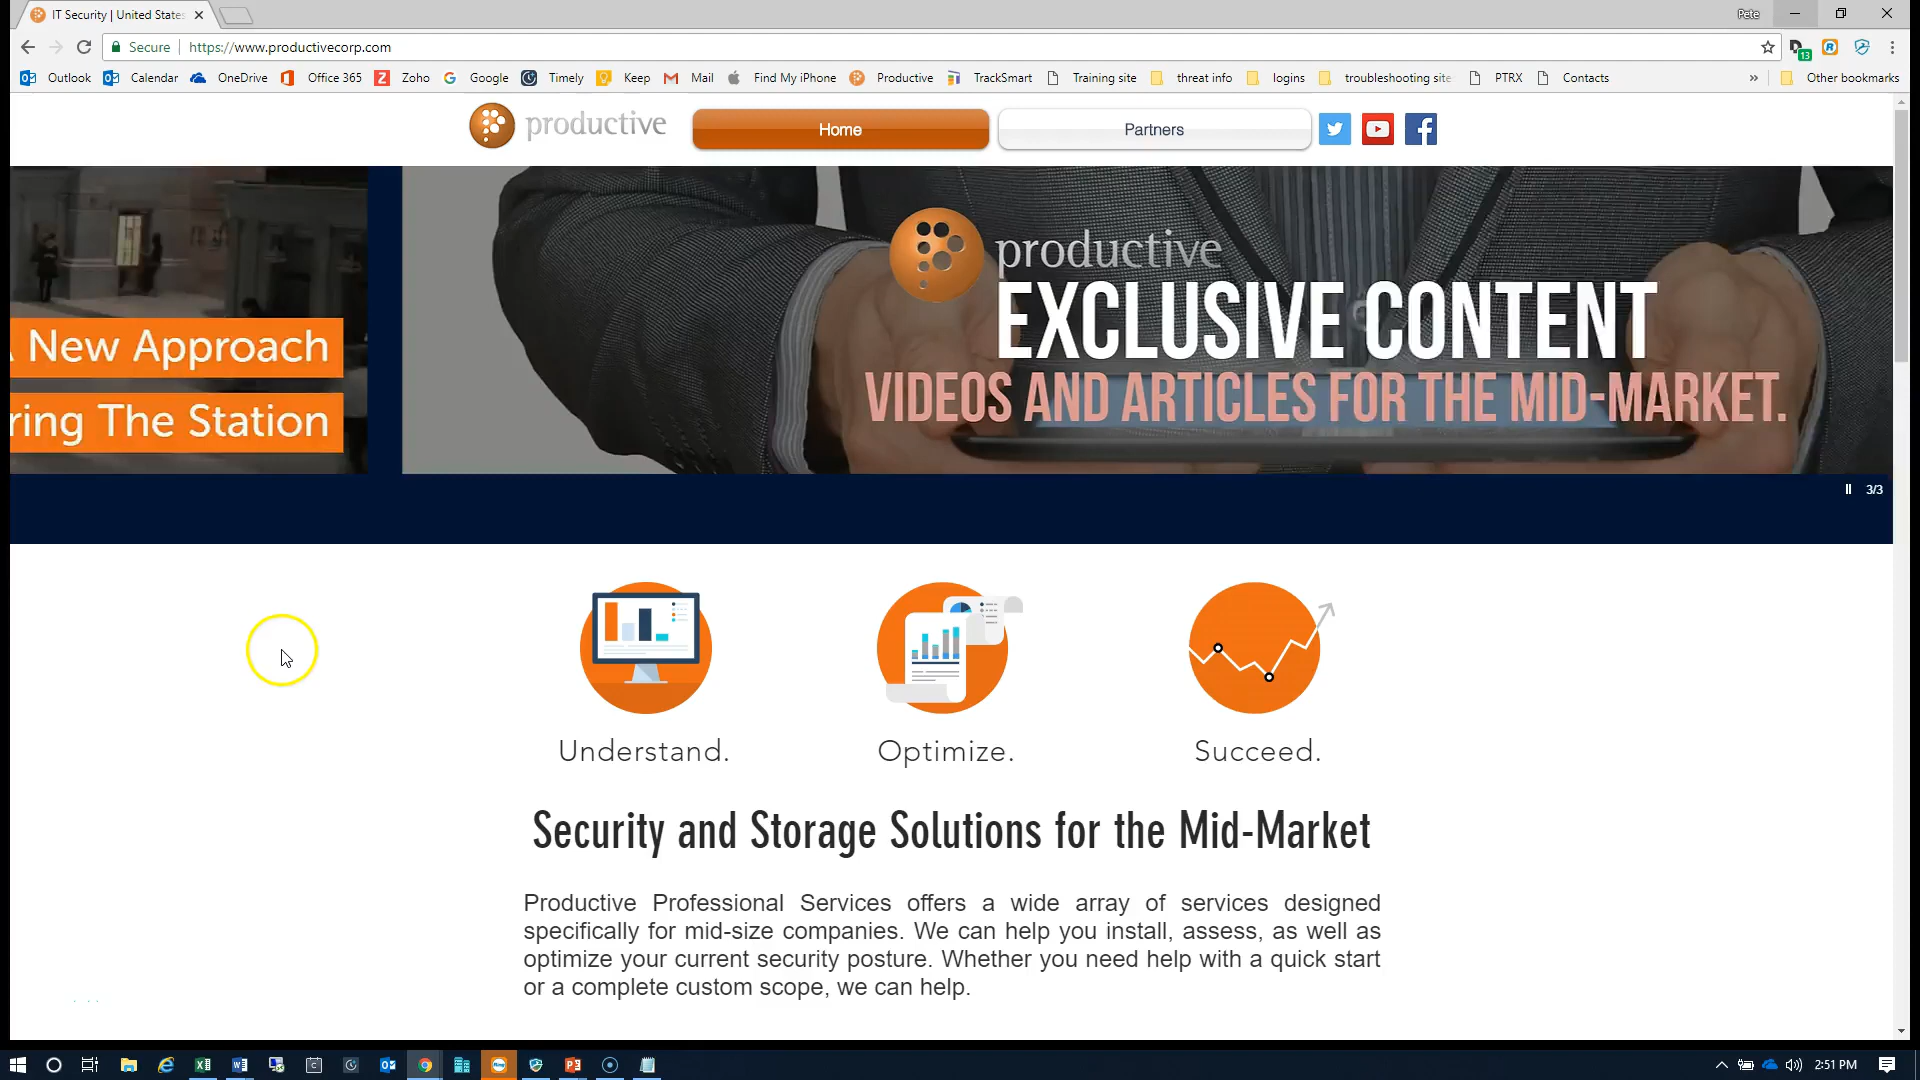 IT Security | United States
Pete
Secure
https://www.productivecorp.com
13
Outlook
Calendar
OneDrive
Office 365
Zoho
Google
Timely
Keep
Mail
Find My iPhone
Productive
TrackSmart
Training site
threat info
logins
troubleshooting site
PTRX
Contacts
»
Other bookmarks
productive
Home
Partners
New Approach
ring The Station
productive
EXCLUSIVE CONTENT
VIDEOS AND ARTICLES FOR THE MID-MARKET.
3/3
Understand.
Optimize.
Succeed.
Security and Storage Solutions for the Mid-Market
Productive Professional Services offers a wide array of services designed
specifically for mid-size companies. We can help you install, assess, as well as
optimize your current security posture. Whether you need help with a quick start
or a complete custom scope, we can help.
2:51 PM